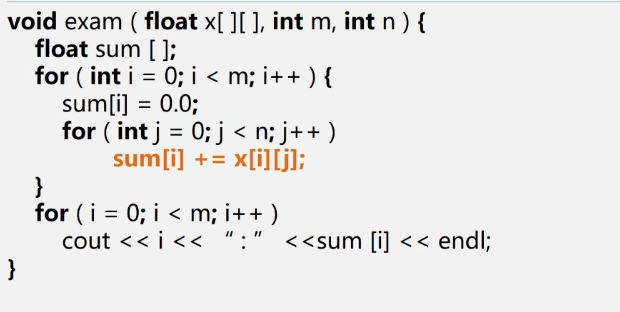 void exam ( float x[ ][ ], int m, int n ) {
float sum [ ];
for ( int i = 0; i < m; i++ ) {
sum[i] = 0.0;
for ( int j = 0; j < n; j++ )
sum[i] += x[i][j];
}
for ( i = 0; i < m; i++ )
cout << i << “ : ” <<sum [i] << endl;
}